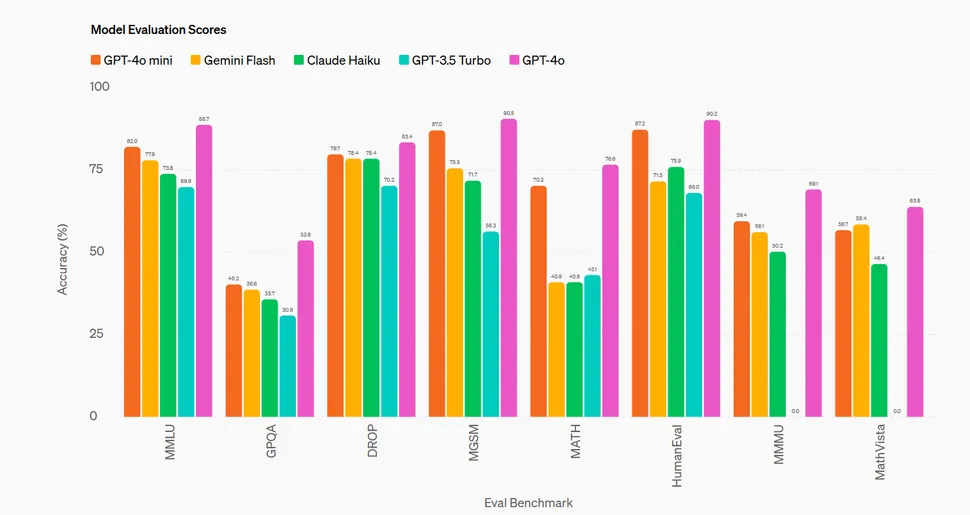 Model Evaluation Scores
GPT-4o mini Gemini Flash Claude Haiku GPT-3.5 Turbo GPT-4o
100
75
50
25
0
Accuracy (%)
82.0 77.9 73.8 69.8 88.7
40.2 38.6 35.7 30.8 53.6
79.7 78.4 78.4 70.2 83.4
87.0 75.5 71.7 56.3 90.5
70.2 40.9 40.9 43.1 76.6
87.2 71.5 75.9 68.0 90.2
59.4 56.1 50.2 0.0 69.1
56.7 58.4 46.4 0.0 63.8
MMLU
GPQA
DROP
MGSM
MATH
HumanEval
MMMU
MathVista
Eval Benchmark